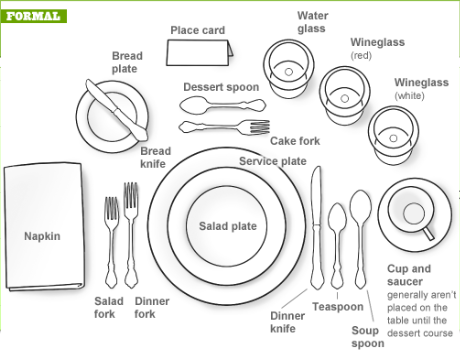 FORMAL
Place card
Water
glass
Wineglass
(red)
Wineglass
(white)
Bread
plate
Dessert spoon
Cake fork
Bread
knife
Service plate
Salad plate
Napkin
Salad
fork
Dinner
fork
Dinner
knife
Teaspoon
Soup
spoon
Cup and
saucer
generally aren't
placed on the
table until the
dessert course